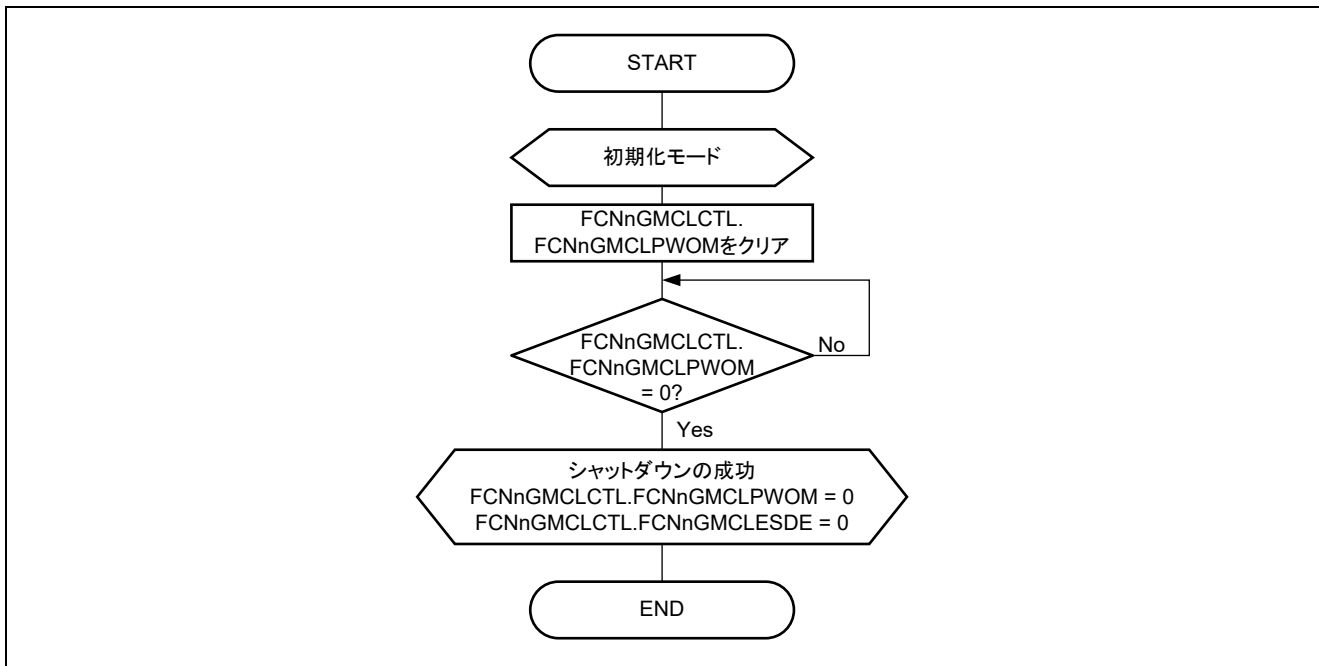 START
初期化モード
FCNnGMCLCTL.
FCNnGMCLPWOMをクリア
FCNnGMCLCTL.
FCNnGMCLPWOM
= 0?
No
Yes
シャットダウンの成功
FCNnGMCLCTL.FCNnGMCLPWOM = 0
FCNnGMCLCTL.FCNnGMCLESDE = 0
END